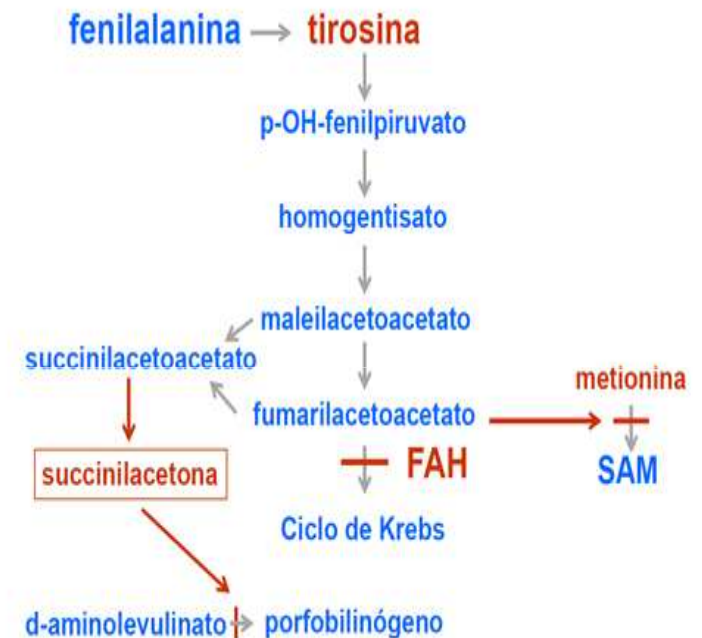 fenilalanina tirosina
p-OH-fenilpiruvato
homogentisato
maleilacetoacetato
succinilacetoacetato
metionina
fumarilacetoacetato
FAH
SAM
succinilacetona
Ciclo de Krebs
d-aminolevulinato porfobilinógeno